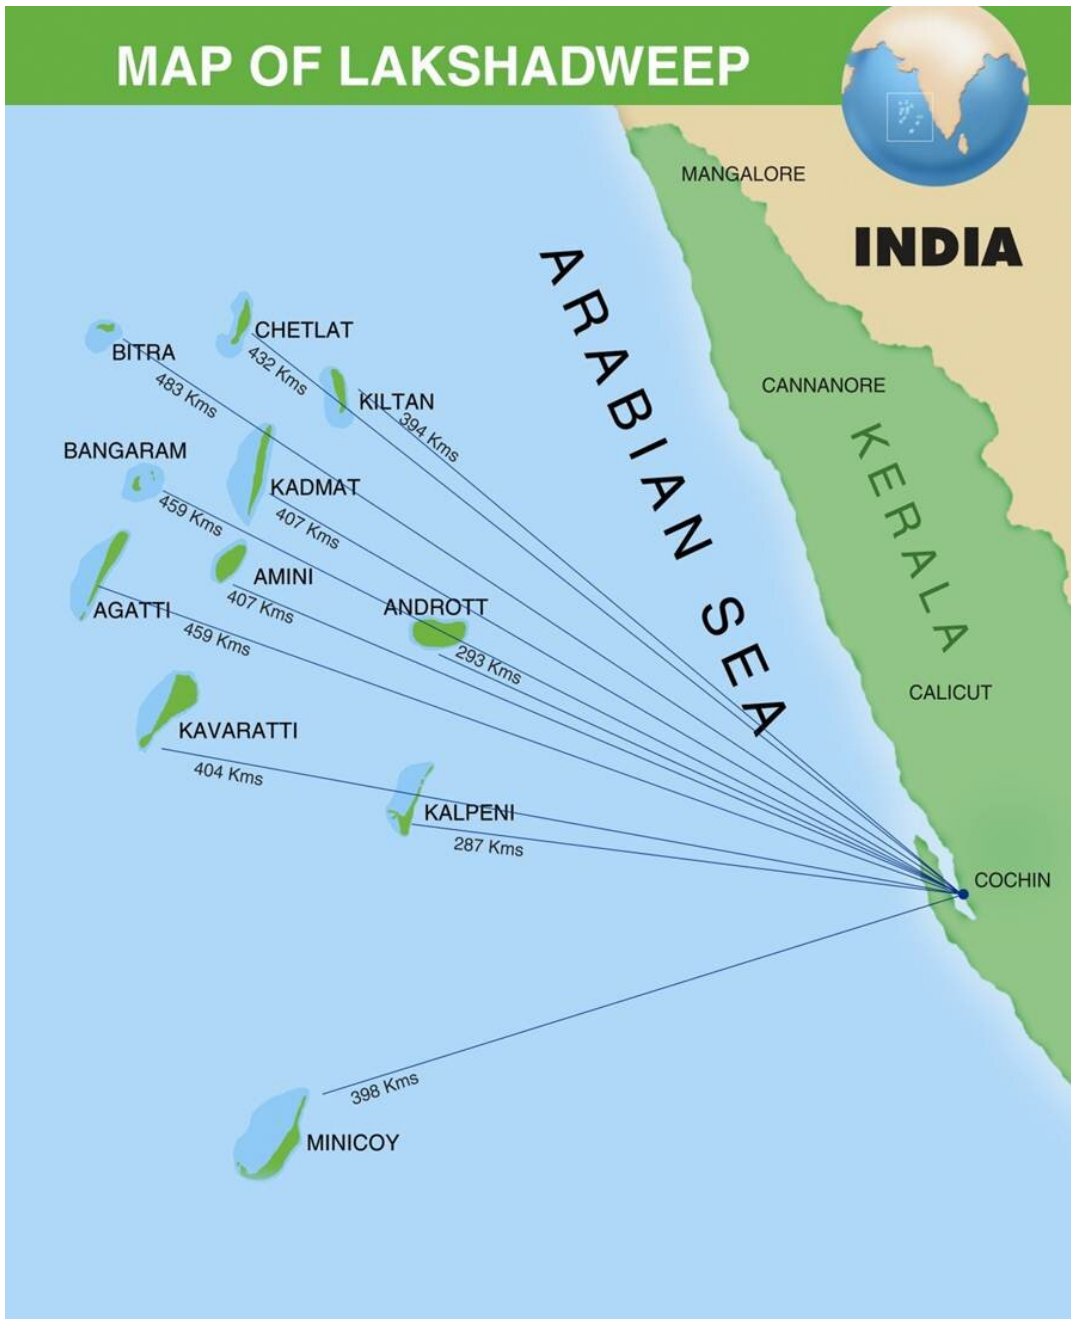 MAP OF LAKSHADWEEP
MANGALORE
INDIA
ARABIAN SEA
CHETLAT
432 Kms
BITRA
483 Kms
CANNANORE
KILTAN
394 Kms
KERALA
BANGARAM
459 Kms
KADMAT
407 Kms
AMINI
407 Kms
ANDROTT
293 Kms
AGATTI
459 Kms
CALICUT
KAVARATTI
404 Kms
KALPENI
287 Kms
COCHIN
398 Kms
MINICOY